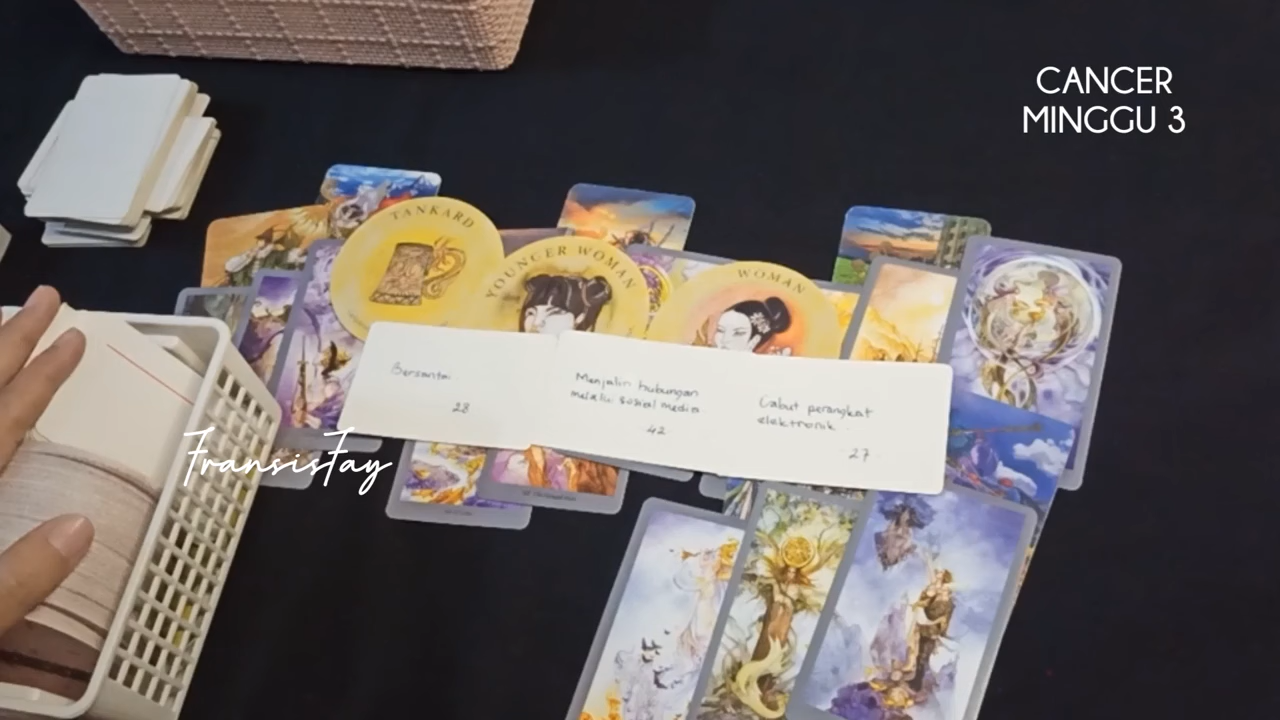 CANCER
MINGGU 3
TANKARD
YOUNGER WOMAN
WOMAN
Bersantai
28
Menjalin hubungan
melalui sosial media
42
Cabut perangkat
elektronik
27
FransisFay